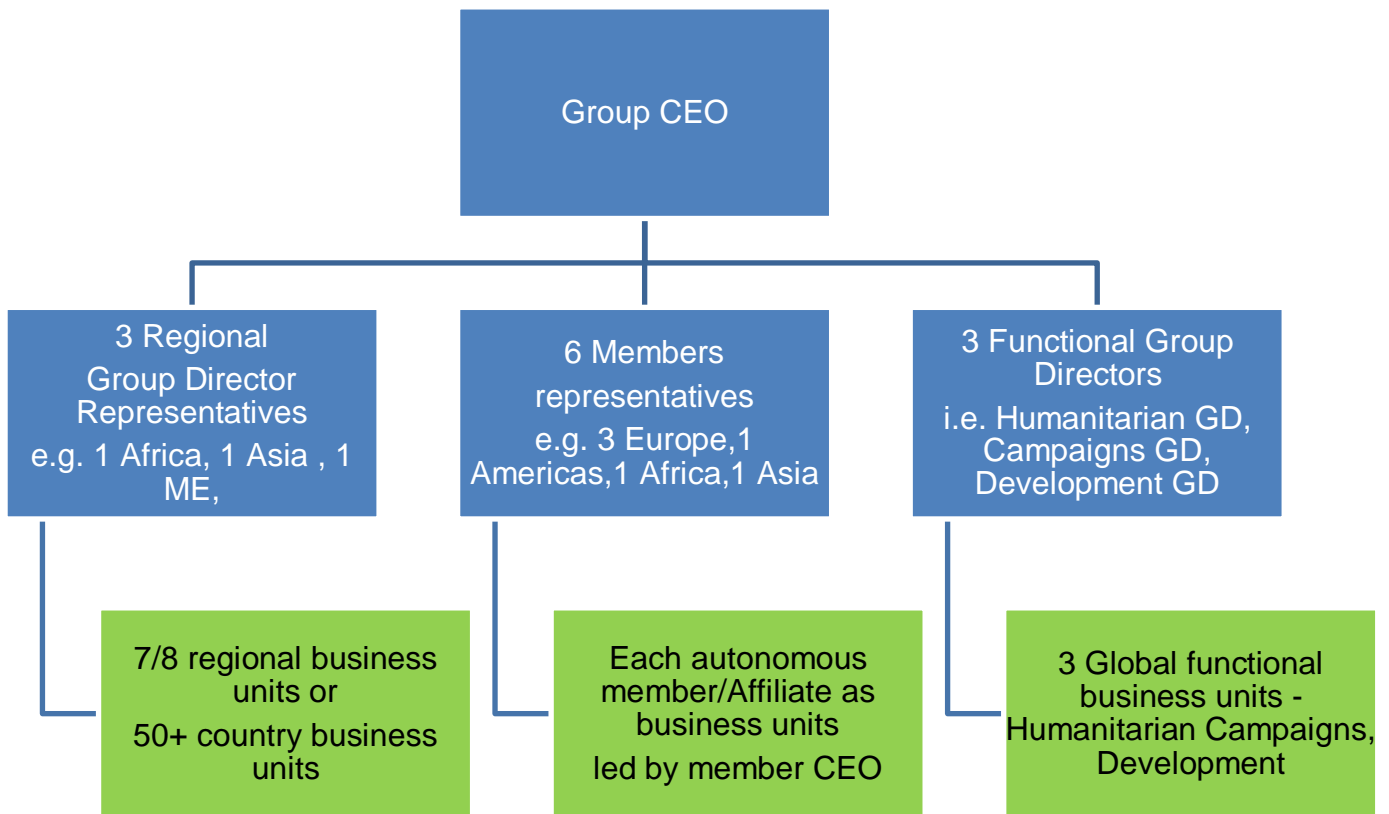 Group CEO
3 Regional
Group Director
Representatives
e.g. 1 Africa, 1 Asia , 1
ME,
6 Members
representatives
e.g. 3 Europe,1
Americas,1 Africa,1 Asia
3 Functional Group
Directors
i.e. Humanitarian GD,
Campaigns GD,
Development GD
7/8 regional business
units or
50+ country business
units
Each autonomous
member/Affiliate as
business units
led by member CEO
3 Global functional
business units -
Humanitarian Campaigns,
Development